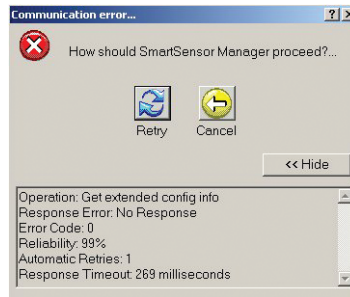 Communication error...
How should SmartSensor Manager proceed?...
Retry
Cancel
<< Hide
Operation: Get extended config info
Response Error: No Response
Error Code: 0
Reliability: 99%
Automatic Retries: 1
Response Timeout: 269 milliseconds